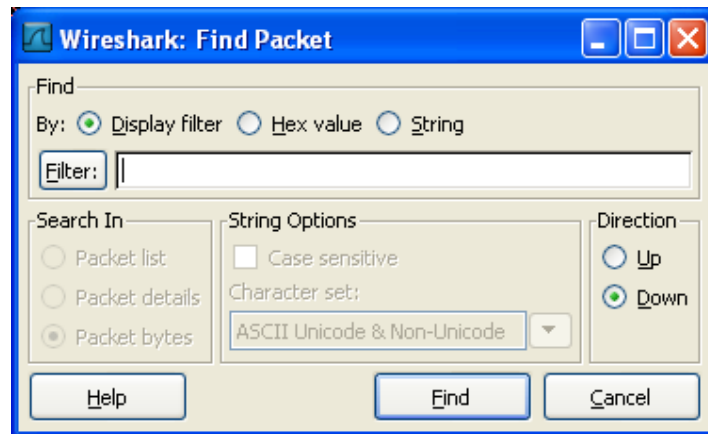 Wireshark: Find Packet
Find
By: Display filter Hex value String
Filter:
Search In
Packet list
Packet details
Packet bytes
String Options
Case sensitive
Character set:
ASCII Unicode & Non-Unicode
Direction
Up
Down
Help Find Cancel